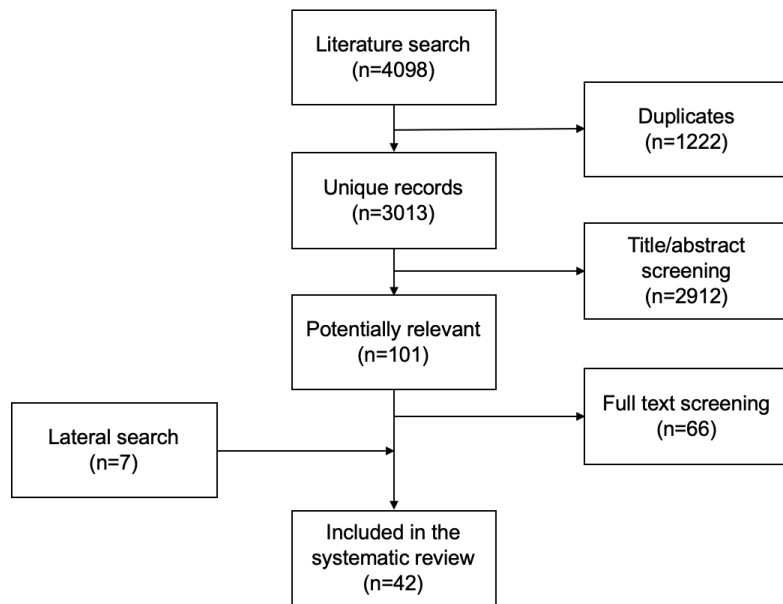 Literature search
(n=4098)
Duplicates
(n=1222)
Unique records
(n=3013)
Title/abstract
screening
(n=2912)
Potentially relevant
(n=101)
Full text screening
(n=66)
Lateral search
(n=7)
Included in the
systematic review
(n=42)